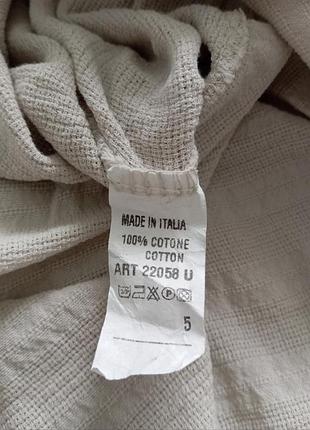 MADE IN ITALIA
100% COTONE
COTTON
ART 22058 U
5